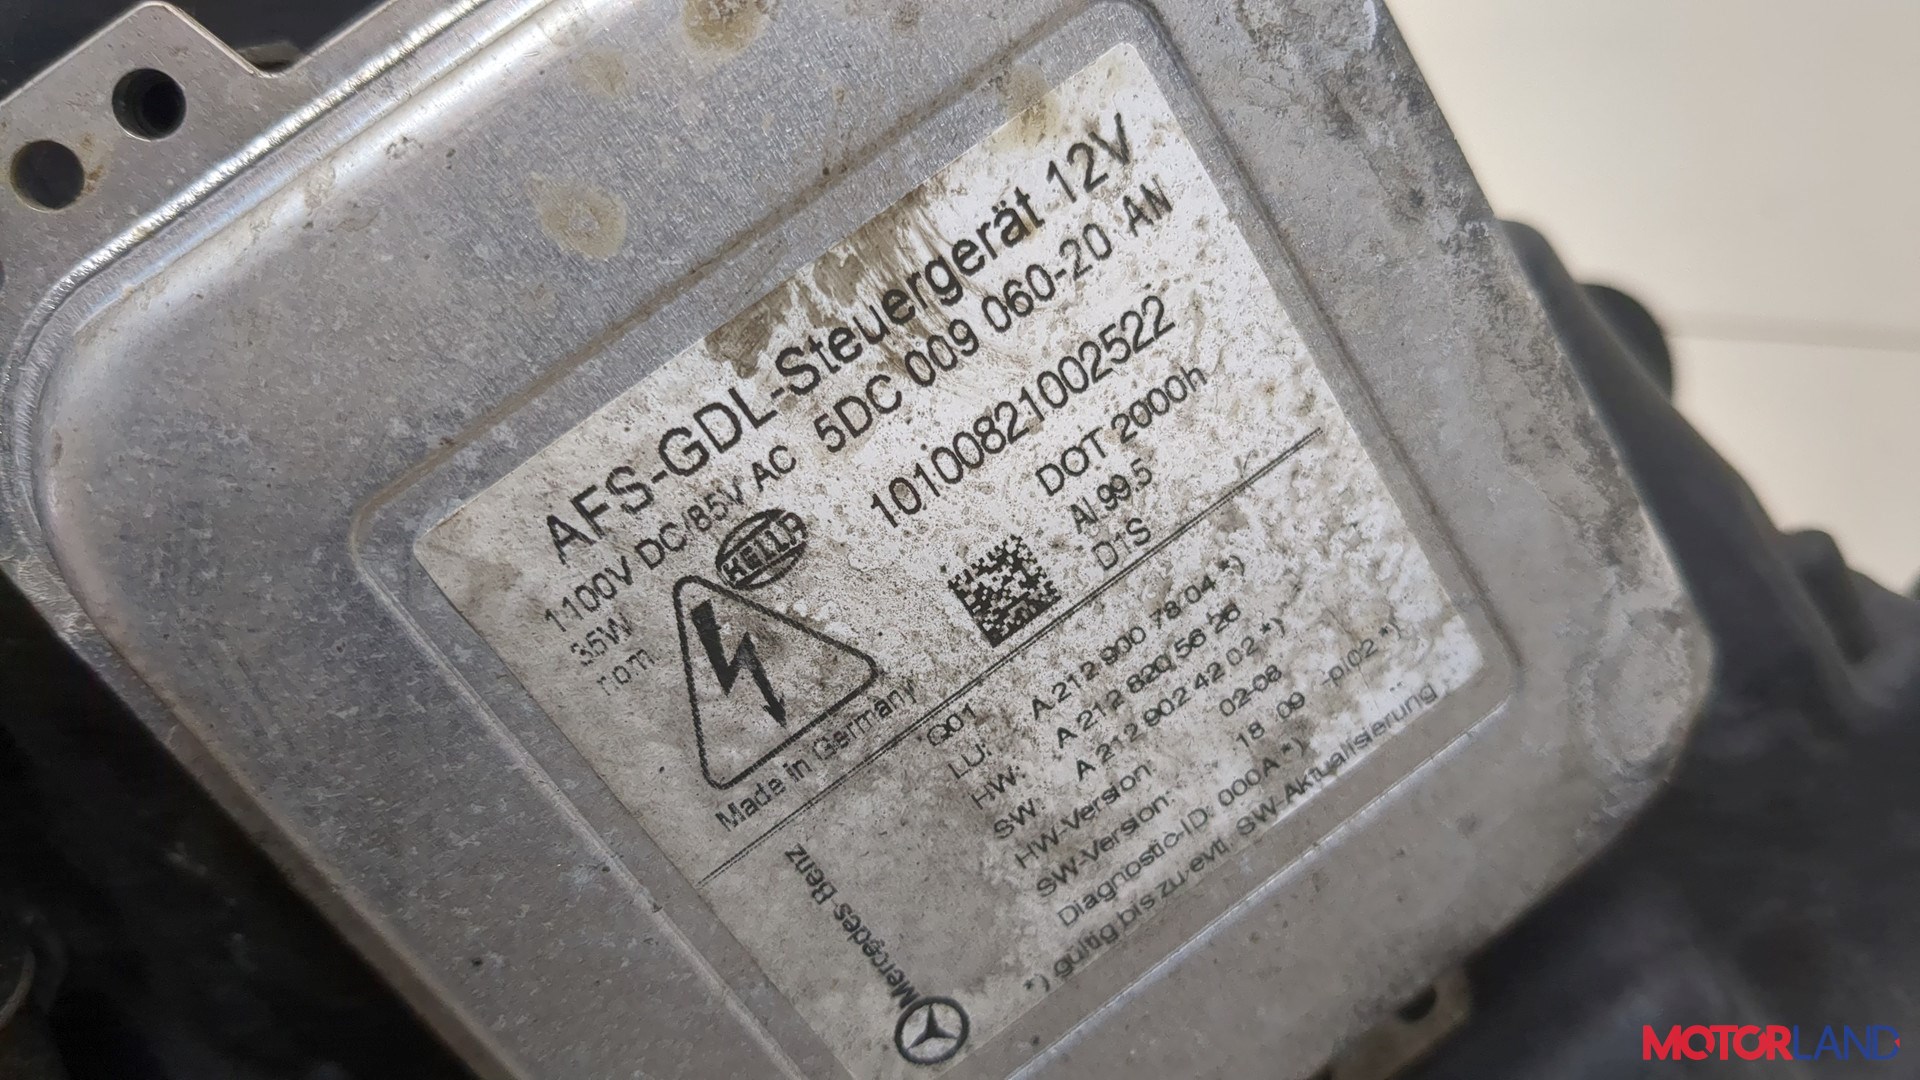 AFS-GDL-Steuergerät 12V
1100V DC/85V AC 5DC 009 060-20 AN
35W
nom
HELLA
10100821002522
DOT 2000h
Al 99,5
D1S
Made in Germany
Q01
LU: A 212 900 78 04 *)
HW: A 212 820 56 26
SW: A 212 902 42 02 *)
HW-Version 02-08
SW-Version: 18 09 -pl02 *)
Diagnostic-ID: 000A *)
*) gültig bis zu evtl. SW-Aktualisierung
Mercedes-Benz
MOTORLAND